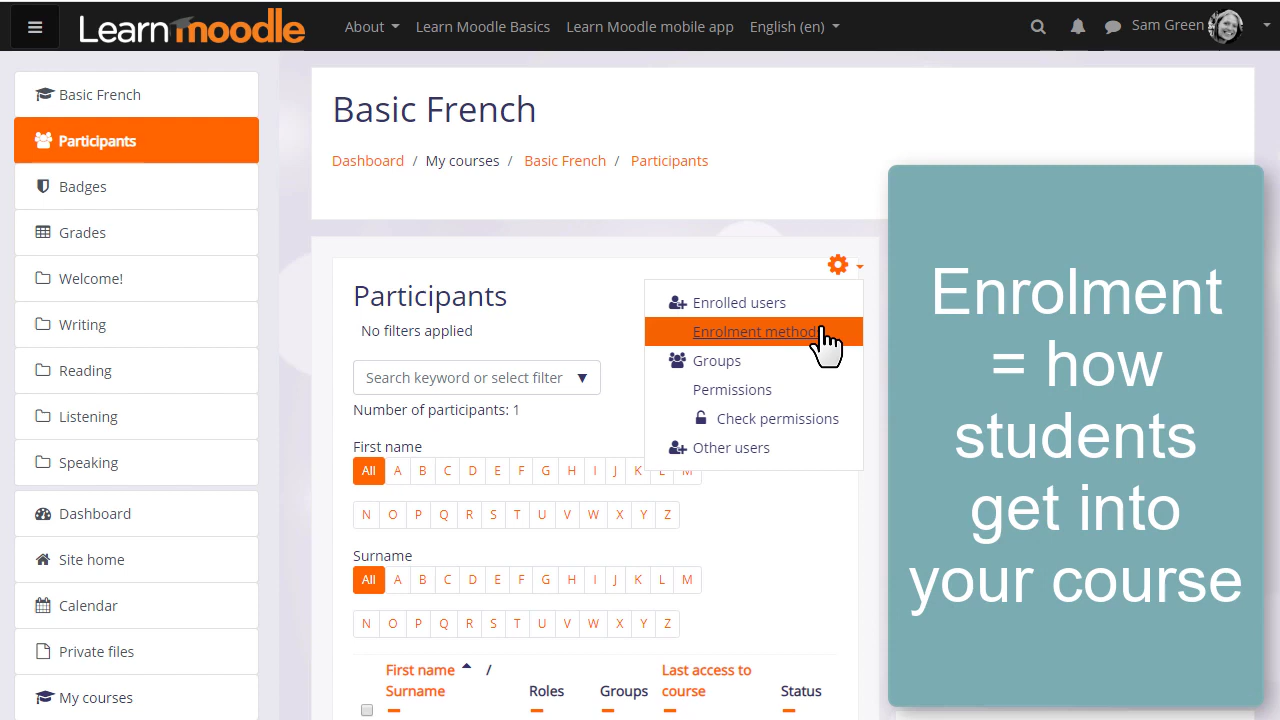 Learn moodle About Learn Moodle Basics Learn Moodle mobile app English (en) Sam Green
Basic French
Participants
Badges
Grades
Welcome!
Writing
Reading
Listening
Speaking
Dashboard
Site home
Calendar
Private files
My courses
Basic French
Dashboard / My courses / Basic French / Participants
Participants
No filters applied
Search keyword or select filter ▼
Number of participants: 1
First name
All A B C D E F G H I J K L M
N O P Q R S T U V W X Y Z
Surname
All A B C D E F G H I J K L M
N O P Q R S T U V W X Y Z
First name / Surname
Roles
Groups
Last access to
course
Status
Enrolled users
Enrolment method
Groups
Permissions
Check permissions
Other users
Enrolment
= how
students
get into
your course